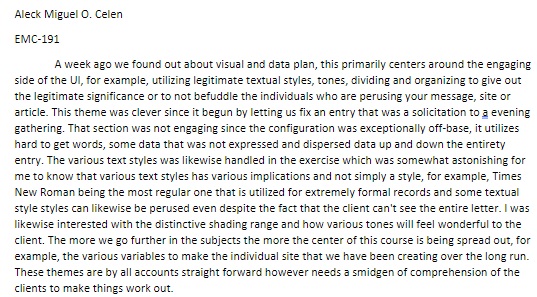 Aleck Miguel O. Celen
EMC-191
A week ago we found out about visual and data plan, this primarily centers around the engaging
side of the UI, for example, utilizing legitimate textual styles, tones, dividing and organizing to give out
the legitimate significance or to not befuddle the individuals who are perusing your message, site or
article. This theme was clever since it begun by letting us fix an entry that was a solicitation to a evening
gathering. That section was not engaging since the configuration was exceptionally off-base, it utilizes
hard to get words, some data that was not expressed and dispersed data up and down the entirety
entry. The various text styles was likewise handled in the exercise which was somewhat astonishing for
me to know that various text styles has various implications and not simply a style, for example, Times
New Roman being the most regular one that is utilized for extremely formal records and some textual
style styles can likewise be perused even despite the fact that the client can't see the entire letter. I was
likewise interested with the distinctive shading range and how various tones will feel wonderful to the
client. The more we go further in the subjects the more the center of this course is being spread out, for
example, the various variables to make the individual site that we have been creating over the long run.
These themes are by all accounts straight forward however needs a smidgen of comprehension of the
clients to make things work out.